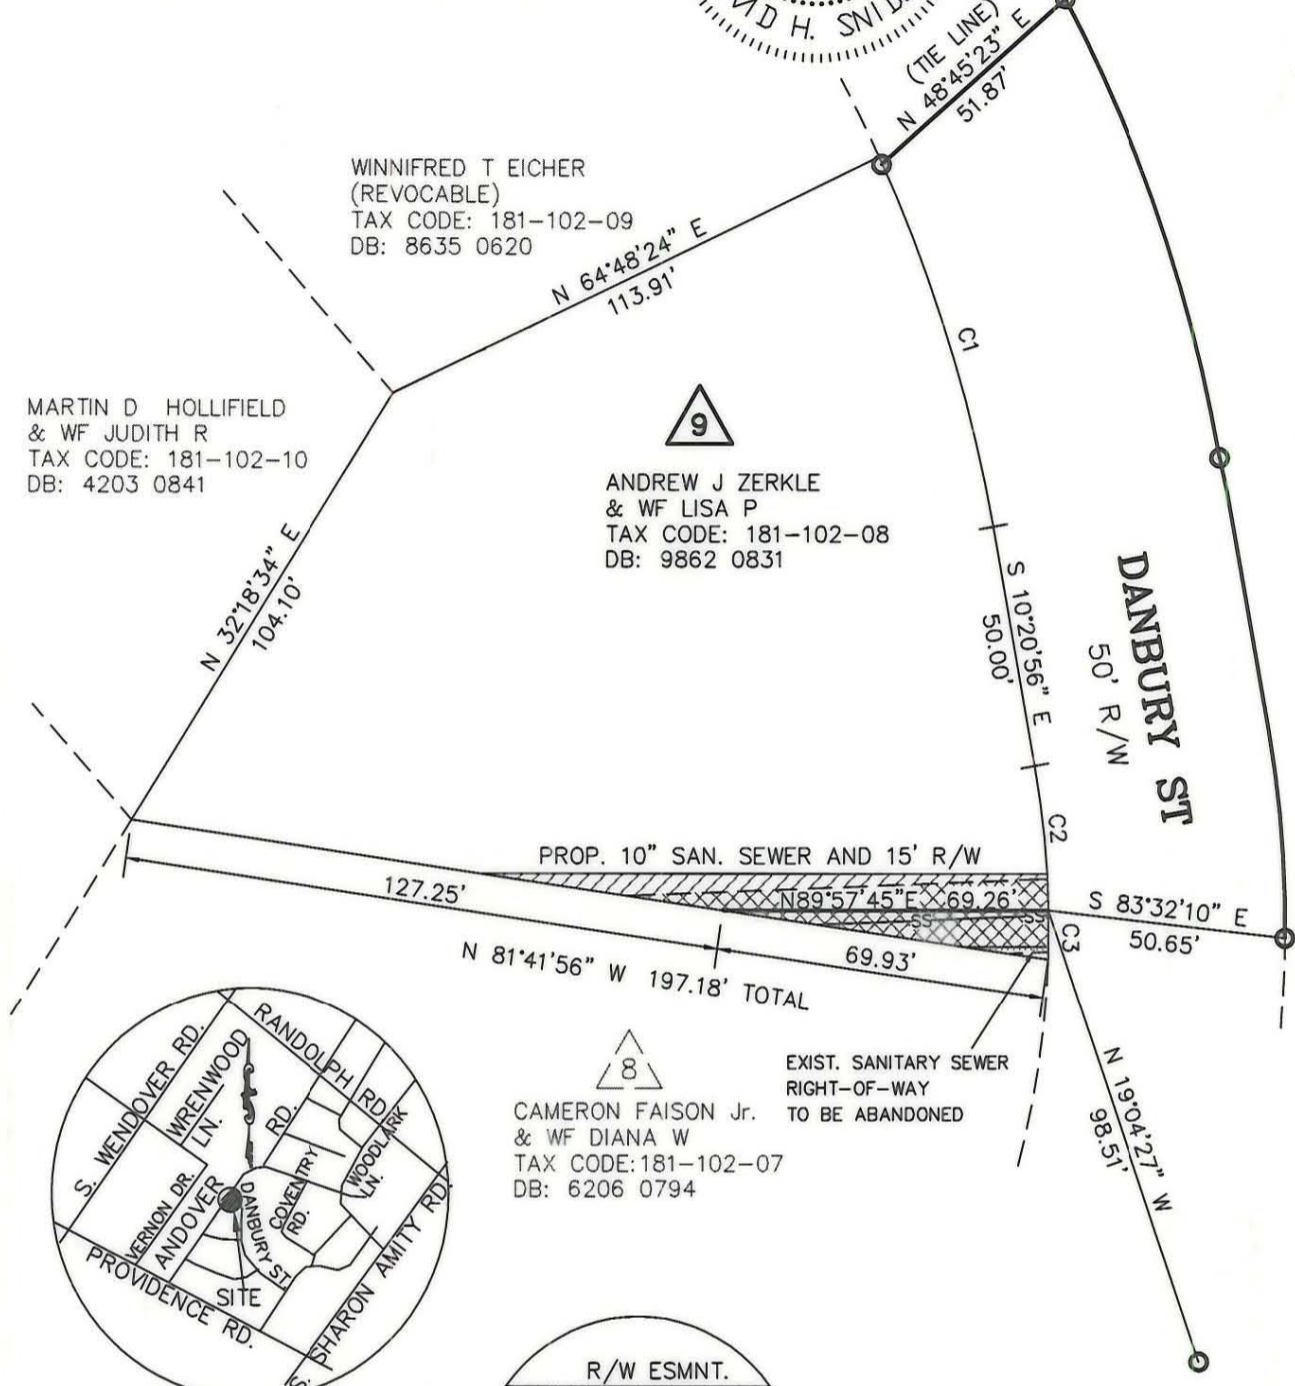 ND H. SNID
(TIE LINE)
N 48°45'23" E
51.87'
WINNIFRED T EICHER
(REVOCABLE)
TAX CODE: 181-102-09
DB: 8635 0620
N 64°48'24" E
113.91'
C1
MARTIN D HOLLIFIELD
& WF JUDITH R
TAX CODE: 181-102-10
DB: 4203 0841
9
ANDREW J ZERKLE
& WF LISA P
TAX CODE: 181-102-08
DB: 9862 0831
N 32°18'34" E
104.10'
S 10°20'56" E
50.00'
DANBURY ST
50' R/W
C2
PROP. 10" SAN. SEWER AND 15' R/W
127.25'
N89°57'45"E 69.26'
SS SS
S 83°32'10" E
50.65'
C3
69.93'
N 81°41'56" W 197.18' TOTAL
8
CAMERON FAISON Jr.
& WF DIANA W
TAX CODE:181-102-07
DB: 6206 0794
EXIST. SANITARY SEWER
RIGHT-OF-WAY
TO BE ABANDONED
N 19°04'27" W
98.51'
S. WENDOVER RD.
WRENWOOD
LN.
RANDOLPH RD.
RD.
WOODLARK
LN.
COVENTRY
RD.
VERNON DR.
ANDOVER
DANBURY ST.
PROVIDENCE RD.
SITE
S. SHARON AMITY RD.
R/W ESMNT.